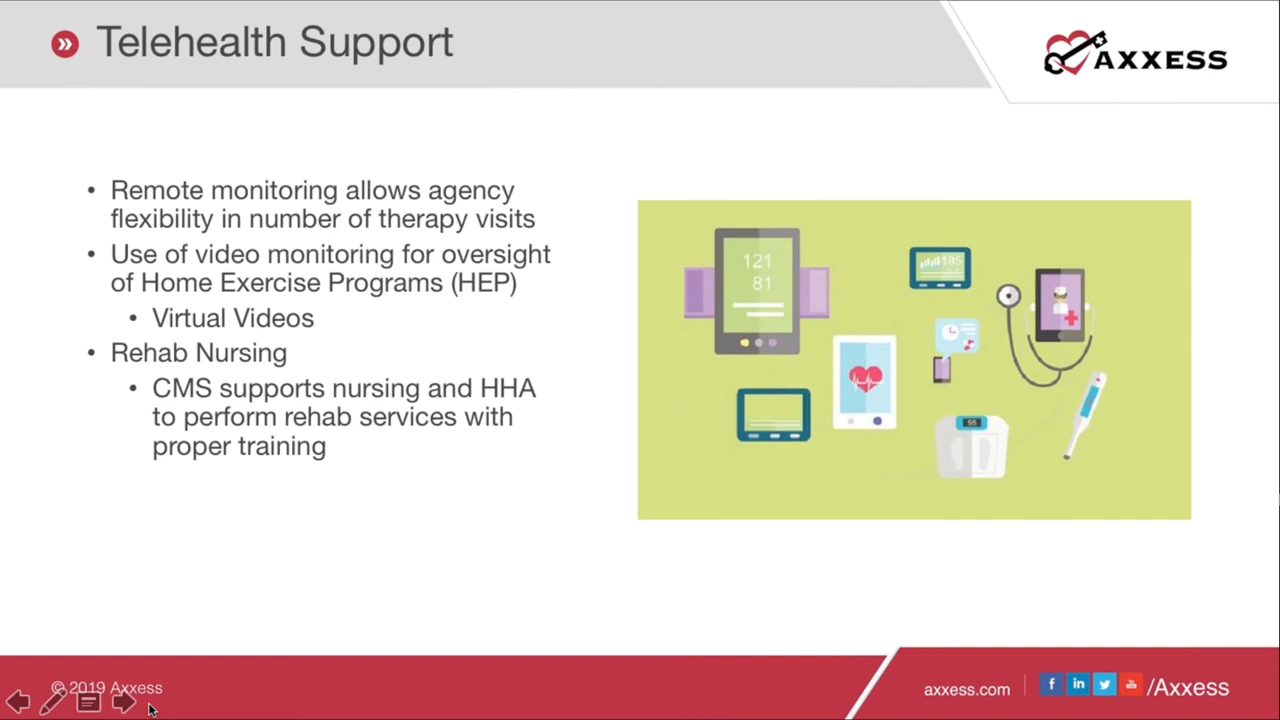 Telehealth Support
AXXESS
• Remote monitoring allows agency
flexibility in number of therapy visits
• Use of video monitoring for oversight
of Home Exercise Programs (HEP)
• Virtual Videos
• Rehab Nursing
• CMS supports nursing and HHA
to perform rehab services with
proper training
121
81
185
© 2019 Axxess
axxess.com
/Axxess